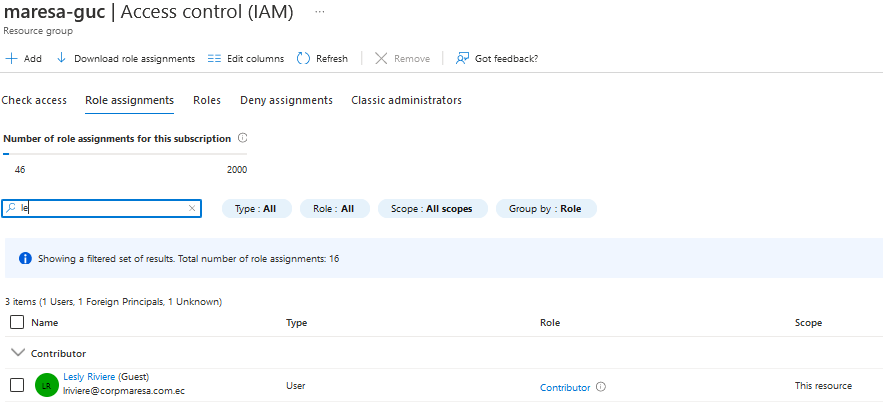 maresa-guc | Access control (IAM) ...
Resource group
Add Download role assignments Edit columns Refresh Remove Got feedback?
Check access Role assignments Roles Deny assignments Classic administrators
Number of role assignments for this subscription
46 2000
le Type : All Role : All Scope : All scopes Group by : Role
Showing a filtered set of results. Total number of role assignments: 16
3 items (1 Users, 1 Foreign Principals, 1 Unknown)
Name Type Role Scope
Contributor
LR Lesly Riviere (Guest)
lriviere@corpmaresa.com.ec User Contributor This resource